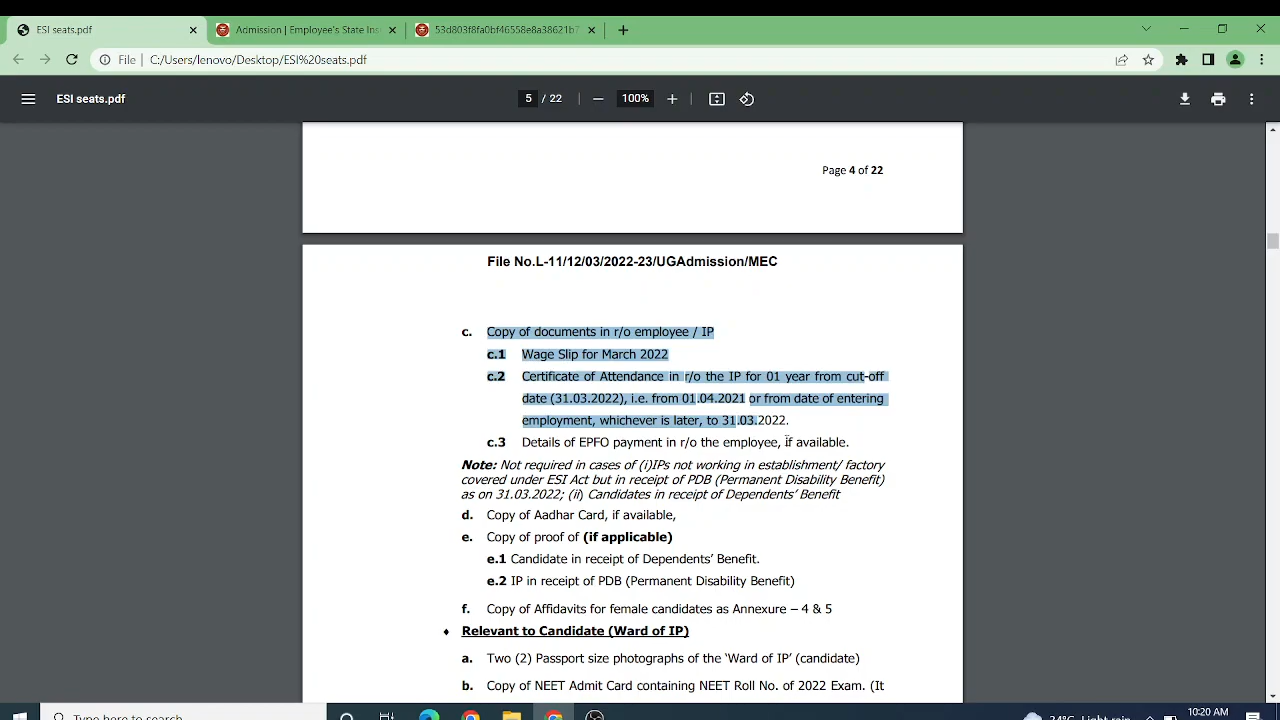 ESI seats.pdf
Admission | Employee's State Ins
53d803f8fa0bf46558e8a38621b7
File
C:/Users/lenovo/Desktop/ESI%20seats.pdf
ESI seats.pdf
5 / 22
100%
Page 4 of 22
File No.L-11/12/03/2022-23/UGAdmission/MEC
c. Copy of documents in r/o employee / IP
c.1 Wage Slip for March 2022
c.2 Certificate of Attendance in r/o the IP for 01 year from cut-off
date (31.03.2022), i.e. from 01.04.2021 or from date of entering
employment, whichever is later, to 31.03.2022.
c.3 Details of EPFO payment in r/o the employee, if available.
Note: Not required in cases of (i)IPs not working in establishment/ factory
covered under ESI Act but in receipt of PDB (Permanent Disability Benefit)
as on 31.03.2022; (ii) Candidates in receipt of Dependents' Benefit
d. Copy of Aadhar Card, if available,
e. Copy of proof of (if applicable)
e.1 Candidate in receipt of Dependents' Benefit.
e.2 IP in receipt of PDB (Permanent Disability Benefit)
f. Copy of Affidavits for female candidates as Annexure – 4 & 5
♦ Relevant to Candidate (Ward of IP)
a. Two (2) Passport size photographs of the 'Ward of IP' (candidate)
b. Copy of NEET Admit Card containing NEET Roll No. of 2022 Exam. (It
Type here to search
24°C Light rain
10:20 AM